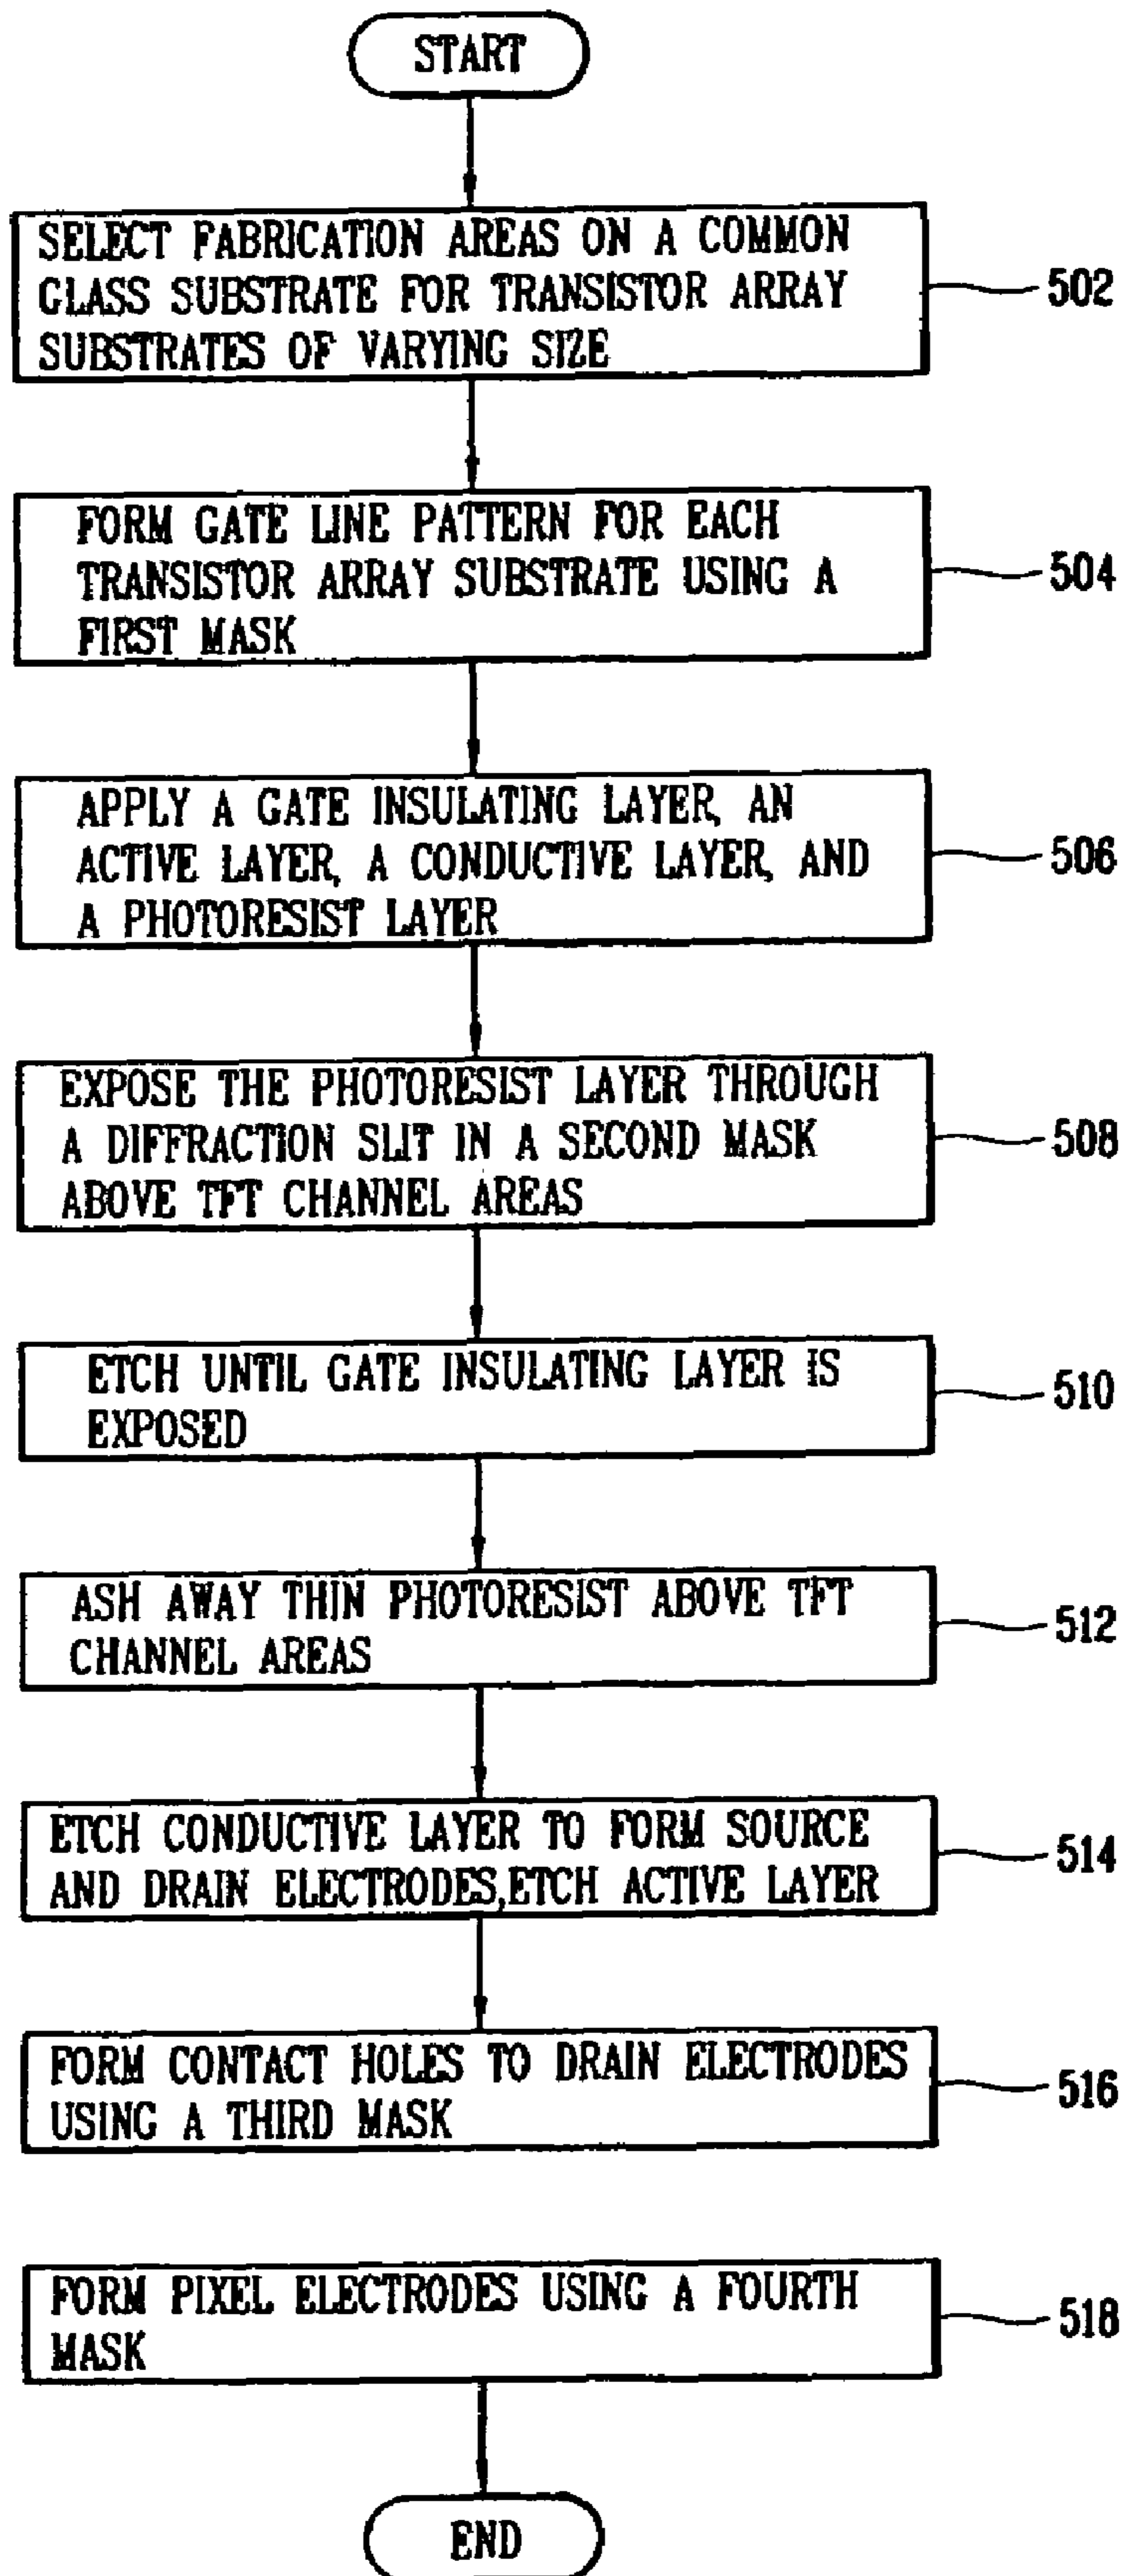 START
SELECT FABRICATION AREAS ON A COMMON
GLASS SUBSTRATE FOR TRANSISTOR ARRAY
SUBSTRATES OF VARYING SIZE
502
FORM GATE LINE PATTERN FOR EACH
TRANSISTOR ARRAY SUBSTRATE USING A
FIRST MASK
504
APPLY A GATE INSULATING LAYER, AN
ACTIVE LAYER, A CONDUCTIVE LAYER, AND
A PHOTORESIST LAYER
506
EXPOSE THE PHOTORESIST LAYER THROUGH
A DIFFRACTION SLIT IN A SECOND MASK
ABOVE TFT CHANNEL AREAS
508
ETCH UNTIL GATE INSULATING LAYER IS
EXPOSED
510
ASH AWAY THIN PHOTORESIST ABOVE TFT
CHANNEL AREAS
512
ETCH CONDUCTIVE LAYER TO FORM SOURCE
AND DRAIN ELECTRODES,ETCH ACTIVE LAYER
514
FORM CONTACT HOLES TO DRAIN ELECTRODES
USING A THIRD MASK
516
FORM PIXEL ELECTRODES USING A FOURTH
MASK
518
END